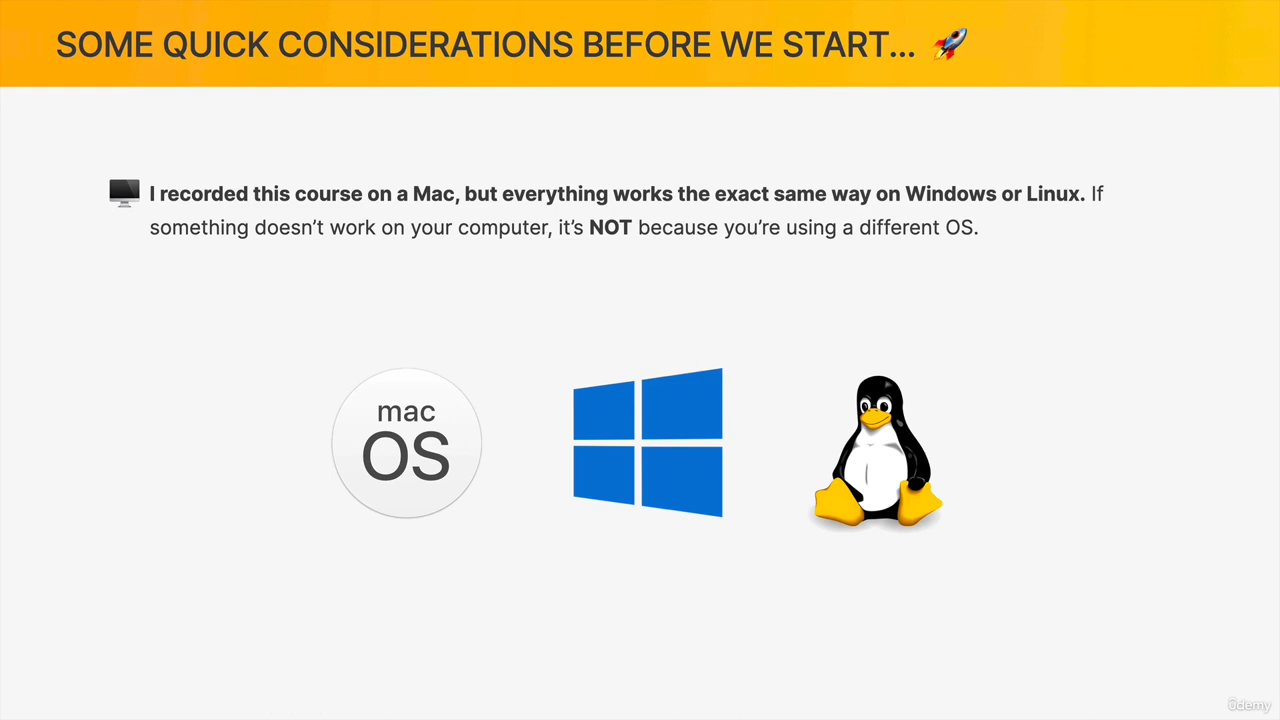 SOME QUICK CONSIDERATIONS BEFORE WE START… 🚀
🖥 I recorded this course on a Mac, but everything works the exact same way on Windows or Linux. If
something doesn’t work on your computer, it’s NOT because you’re using a different OS.
mac
OS
ûdemy